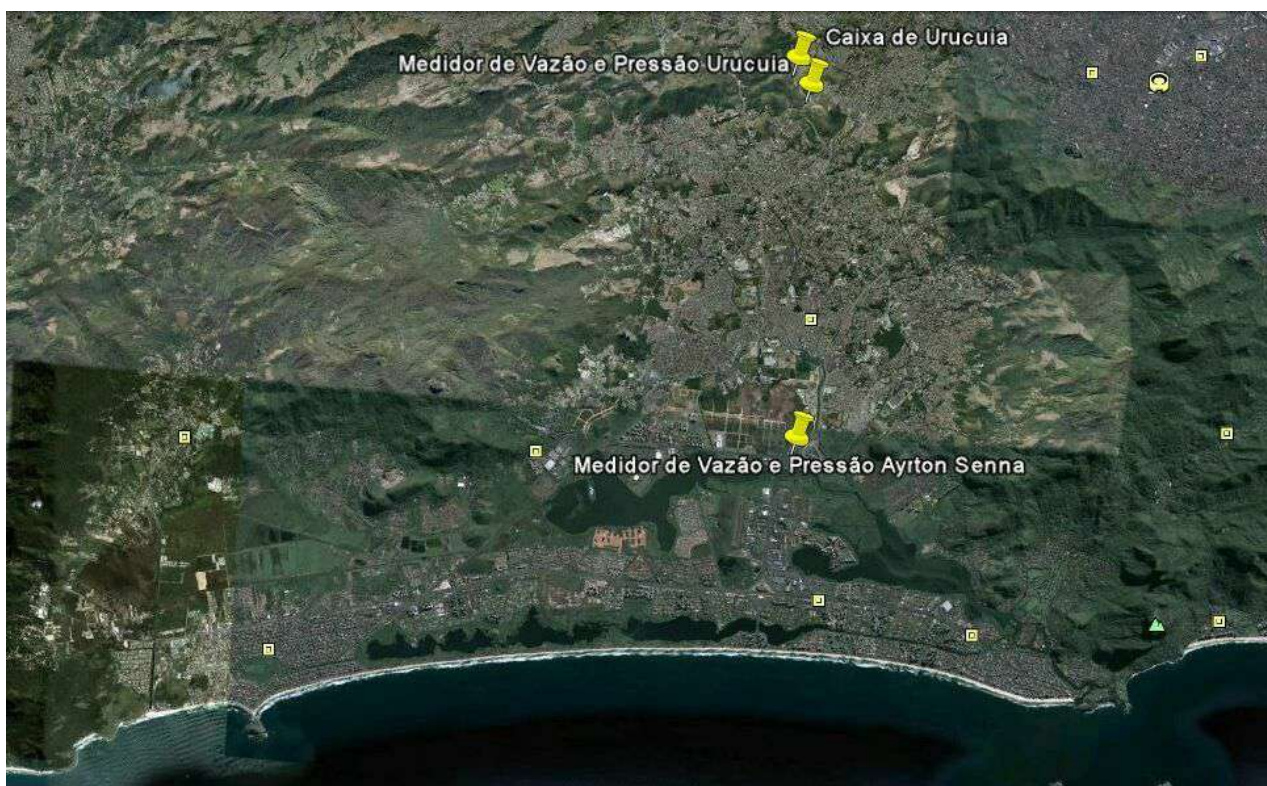 Caixa de Urucuia
Medidor de Vazão e Pressão Urucuia
Medidor de Vazão e Pressão Ayrton Senna